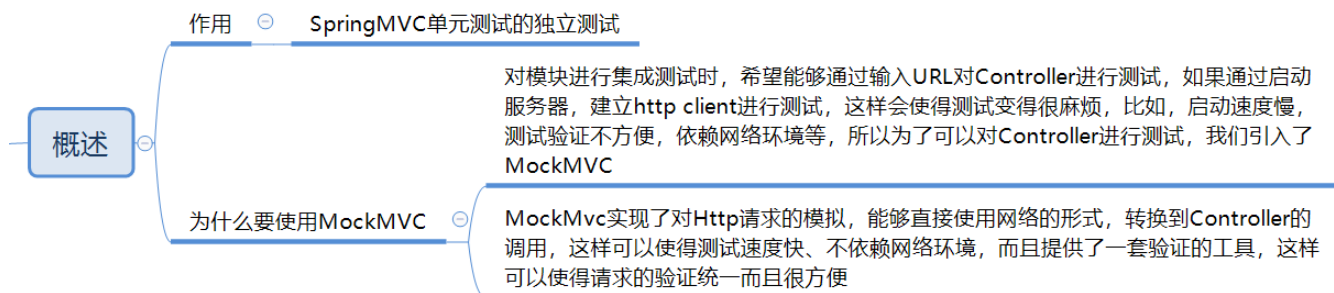 作用
SpringMVC单元测试的独立测试
概述
为什么要使用MockMVC
对模块进行集成测试时，希望能够通过输入URL对Controller进行测试，如果通过启动
服务器，建立http client进行测试，这样会使得测试变得很麻烦，比如，启动速度慢，
测试验证不方便，依赖网络环境等，所以为了可以对Controller进行测试，我们引入了
MockMVC
MockMvc实现了对Http请求的模拟，能够直接使用网络的形式，转换到Controller的
调用，这样可以使得测试速度快、不依赖网络环境，而且提供了一套验证的工具，这样
可以使得请求的验证统一而且很方便